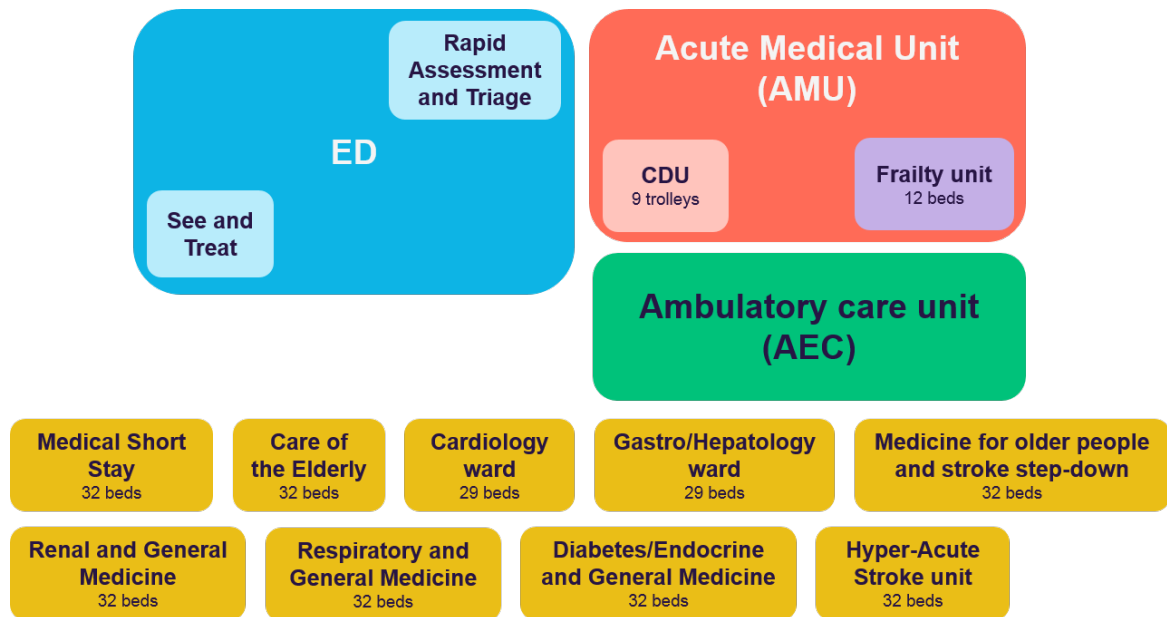 Rapid
Assessment
and Triage
ED
See and
Treat
Acute Medical Unit
(AMU)
CDU
9 trolleys
Frailty unit
12 beds
Ambulatory care unit
(AEC)
Medical Short
Stay
32 beds
Care of
the Elderly
32 beds
Cardiology
ward
29 beds
Gastro/Hepatology
ward
29 beds
Medicine for older people
and stroke step-down
32 beds
Renal and General
Medicine
32 beds
Respiratory and
General Medicine
32 beds
Diabetes/Endocrine
and General Medicine
32 beds
Hyper-Acute
Stroke unit
32 beds